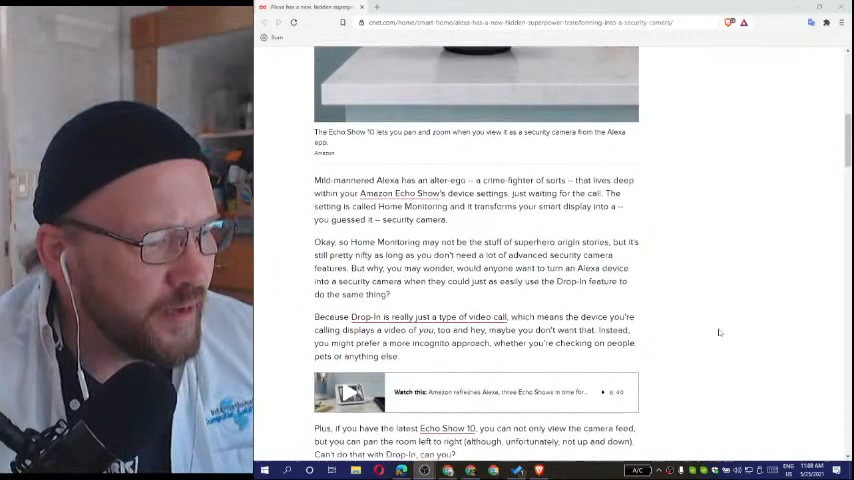 Alexa has a new, hidden superpo
cnet.com/home/smart-home/alexa-has-a-new-hidden-superpower-transforming-into-a-security-camera/
The Echo Show 10 lets you pan and zoom when you view it as a security camera from the Alexa
app.
Amazon
Mild-mannered Alexa has an alter-ego -- a crime-fighter of sorts -- that lives deep
within your Amazon Echo Show's device settings, just waiting for the call. The
setting is called Home Monitoring and it transforms your smart display into a --
you guessed it -- security camera.
Okay, so Home Monitoring may not be the stuff of superhero origin stories, but it's
still pretty nifty as long as you don't need a lot of advanced security camera
features. But why, you may wonder, would anyone want to turn an Alexa device
into a security camera when they could just as easily use the Drop-In feature to
do the same thing?
Because Drop-In is really just a type of video call, which means the device you're
calling displays a video of you, too and hey, maybe you don't want that. Instead,
you might prefer a more incognito approach, whether you're checking on people,
pets or anything else.
Watch this: Amazon refreshes Alexa, three Echo Shows in time for...
Plus, if you have the latest Echo Show 10, you can not only view the camera feed,
but you can pan the room left to right (although, unfortunately, not up and down).
Can't do that with Drop-In, can you?
International
Computer Solutions
A/C
ENG
US
11:08 AM
5/25/2021